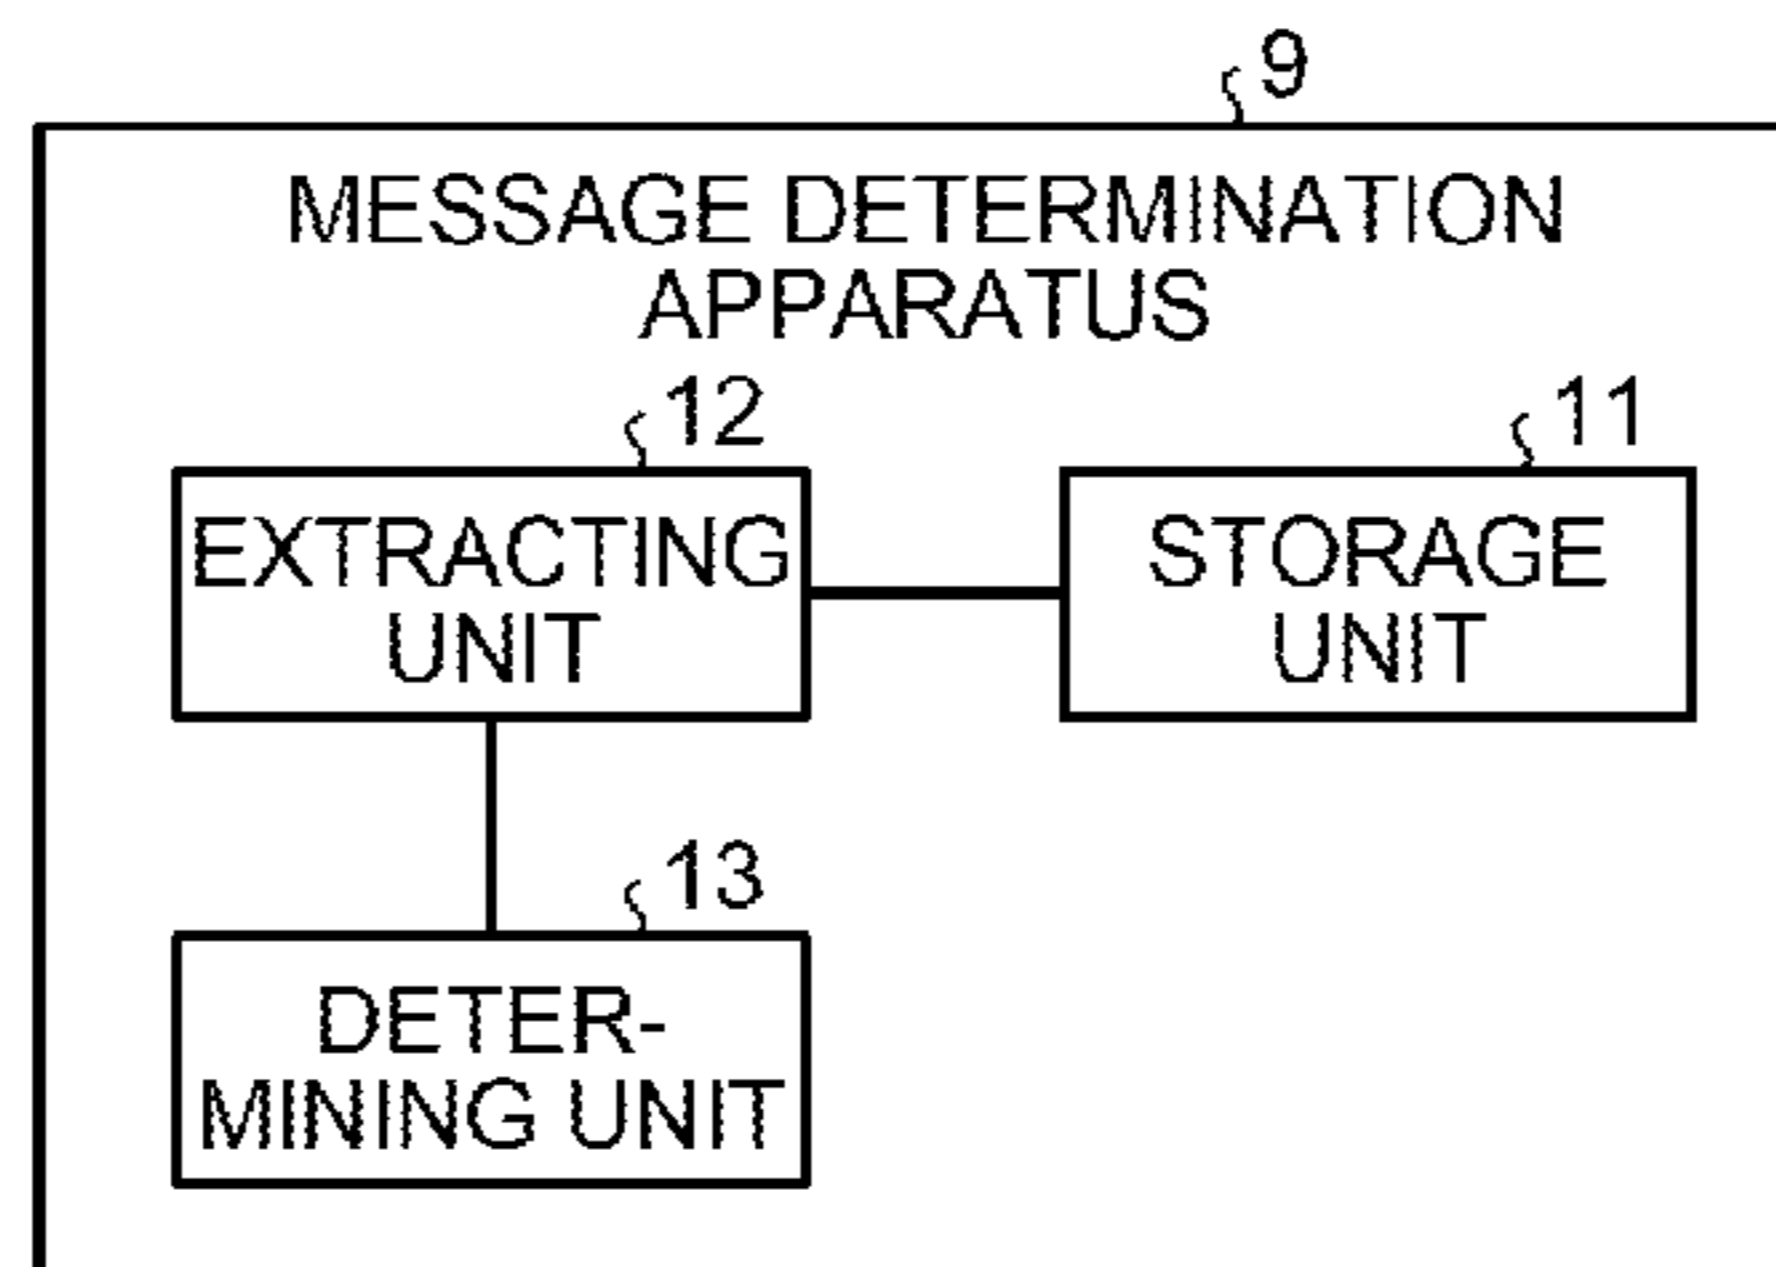 9
MESSAGE DETERMINATION
APPARATUS
12
11
EXTRACTING
UNIT
STORAGE
UNIT
13
DETER-
MINING UNIT